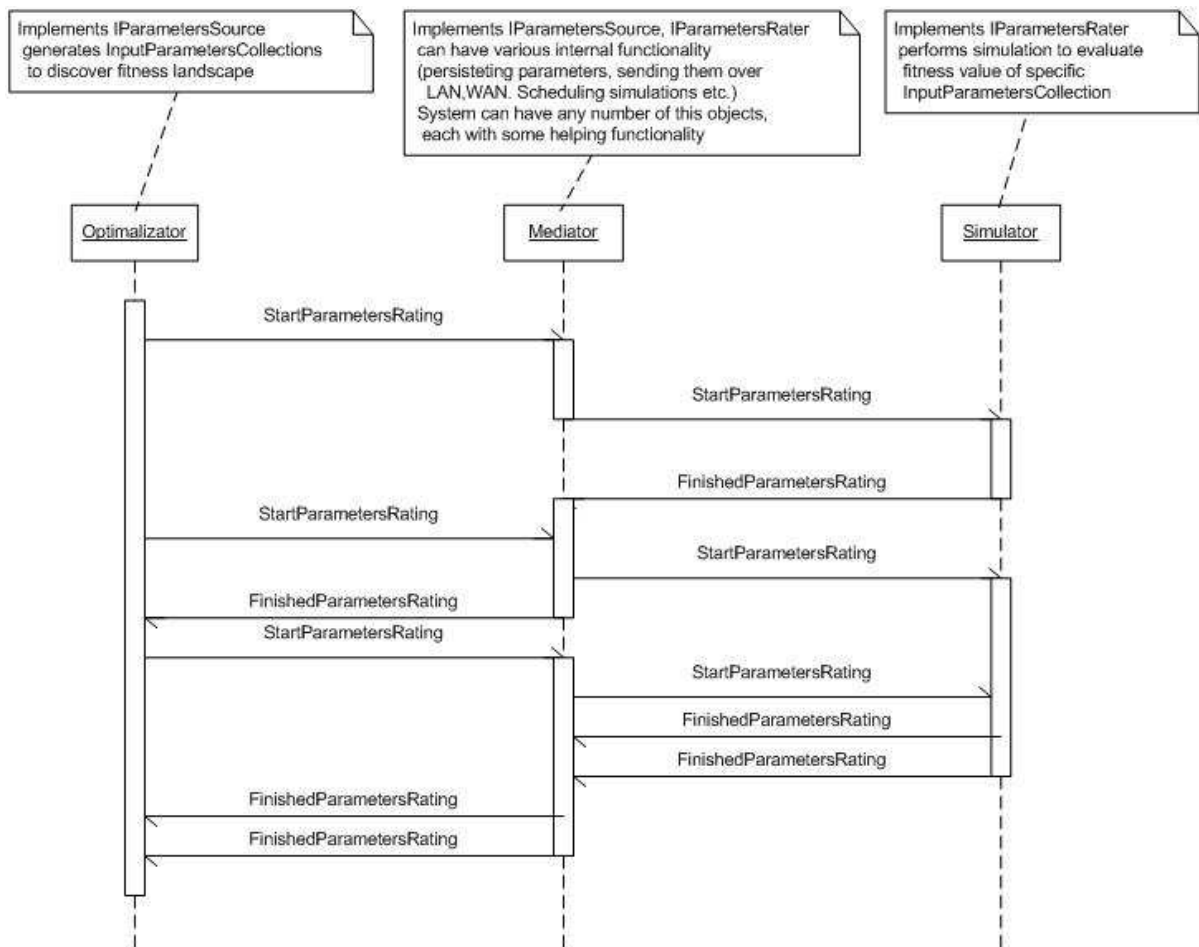 Implements IParametersSource
generates InputParametersCollections
to discover fitness landscape
Implements IParametersSource, IParametersRater
can have various internal functionality
(persisteting parameters, sending them over
LAN,WAN. Scheduling simulations etc.)
System can have any number of this objects,
each with some helping functionality
Implements IParametersRater
performs simulation to evaluate
fitness value of specific
InputParametersCollection
Optimalizator
Mediator
Simulator
StartParametersRating
StartParametersRating
FinishedParametersRating
StartParametersRating
StartParametersRating
FinishedParametersRating
StartParametersRating
StartParametersRating
FinishedParametersRating
FinishedParametersRating
FinishedParametersRating
FinishedParametersRating